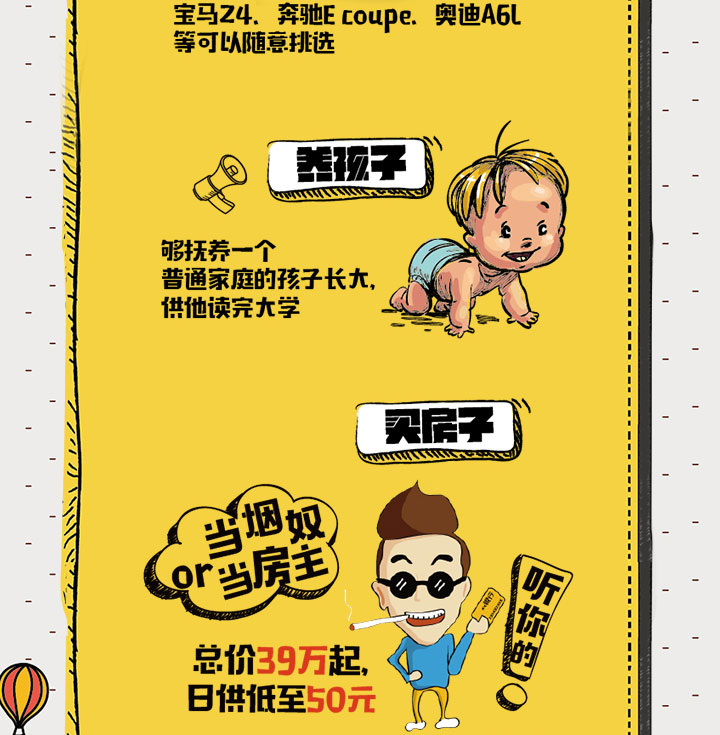 宝马Z4、奔驰E coupe、奥迪A6L
等可以随意挑选
养孩子
够抚养一个
普通家庭的孩子长大,
供他读完大学
买房子
当烟奴
or当房主
听你的
总价39万起,
日供低至50元